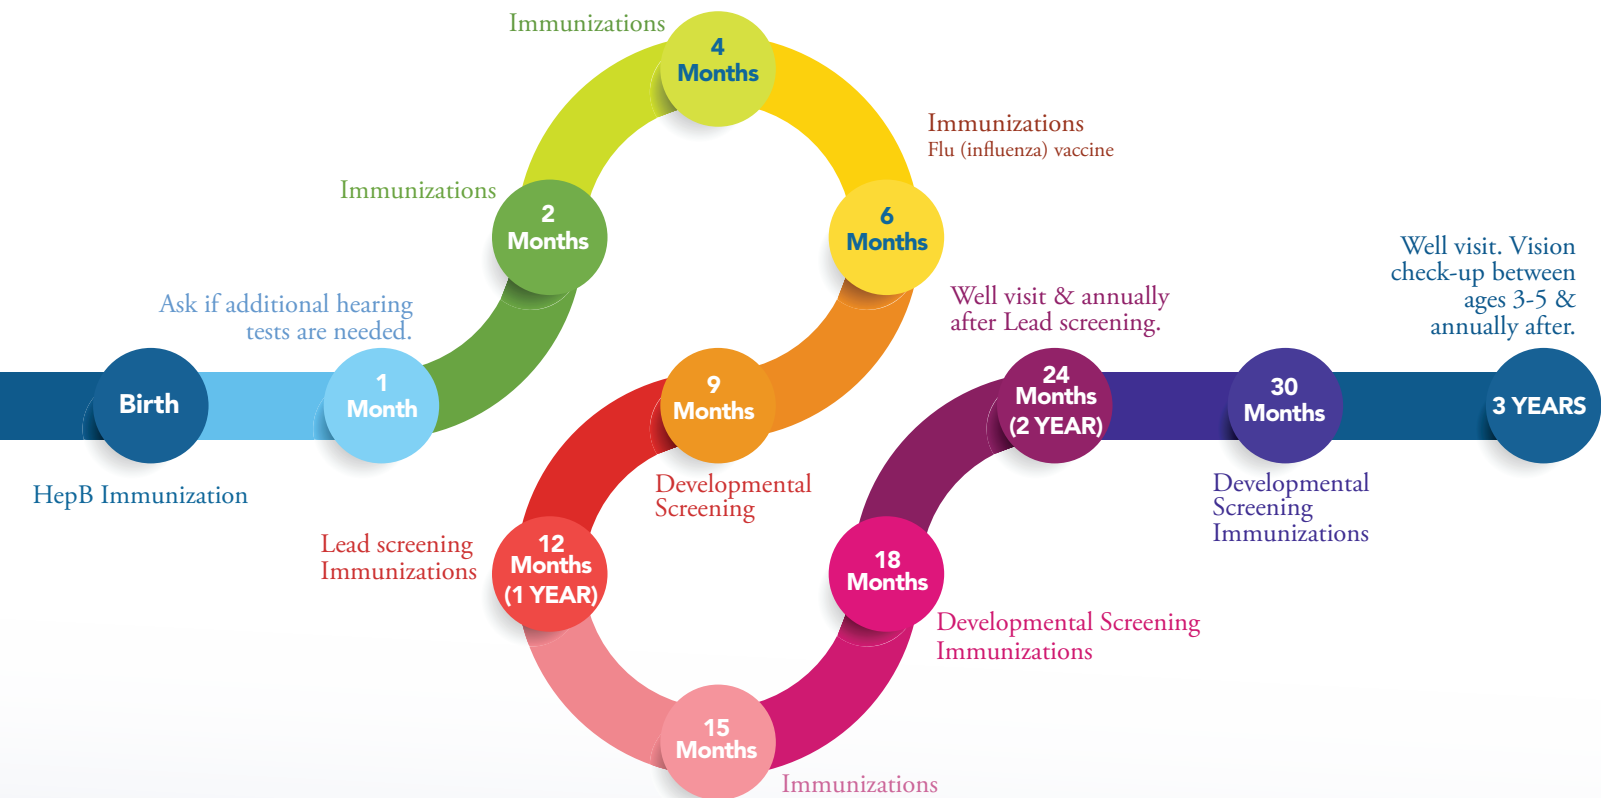 Birth
HepB Immunization
1
Month
Ask if additional hearing
tests are needed.
2
Months
Immunizations
4
Months
Immunizations
6
Months
Immunizations
Flu (influenza) vaccine
9
Months
Developmental
Screening
12
Months
(1 YEAR)
Lead screening
Immunizations
15
Months
Immunizations
18
Months
Developmental Screening
Immunizations
24
Months
(2 YEAR)
Well visit & annually
after Lead screening.
30
Months
Developmental
Screening
Immunizations
3 YEARS
Well visit. Vision
check-up between
ages 3-5 &
annually after.